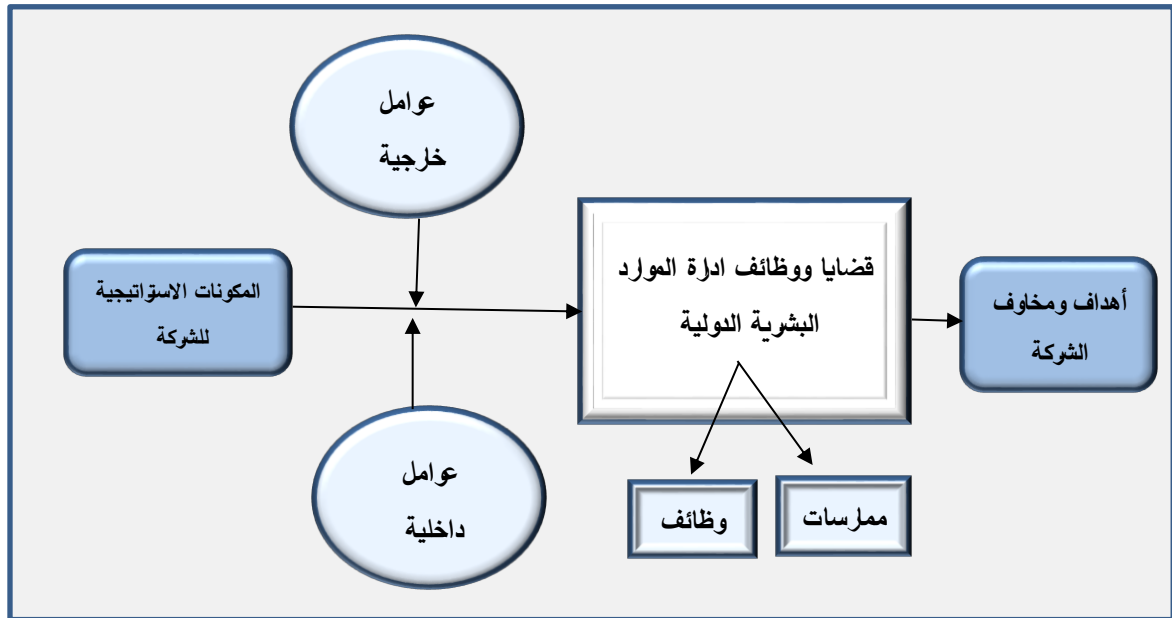 عوامل
خارجية
المكونات الاستراتيجية
للشركة
قضايا ووظائف ادارة الموارد
البشرية الدولية
أهداف ومخاوف
الشركة
عوامل
داخلية
ممارسات
وظائف